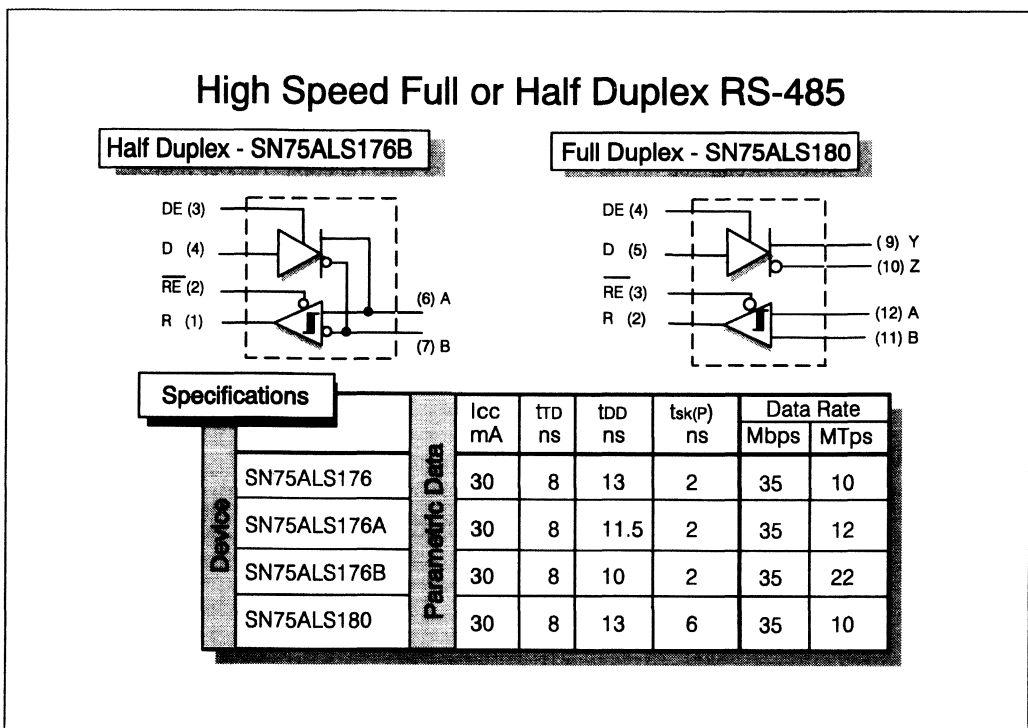 High Speed Full or Half Duplex RS-485
Half Duplex - SN75ALS176B
DE (3)
D (4)
RE (2)
R (1)
(6) A
(7) B
Full Duplex - SN75ALS180
DE (4)
D (5)
RE (3)
R (2)
( 9) Y
(10) Z
(12) A
(11) B
Specifications
Device
Parametric Data
Icc mA tTD ns tDD ns tsk(P) ns Data Rate
Mbps MTps
SN75ALS176 30 8 13 2 35 10
SN75ALS176A 30 8 11.5 2 35 12
SN75ALS176B 30 8 10 2 35 22
SN75ALS180 30 8 13 6 35 10